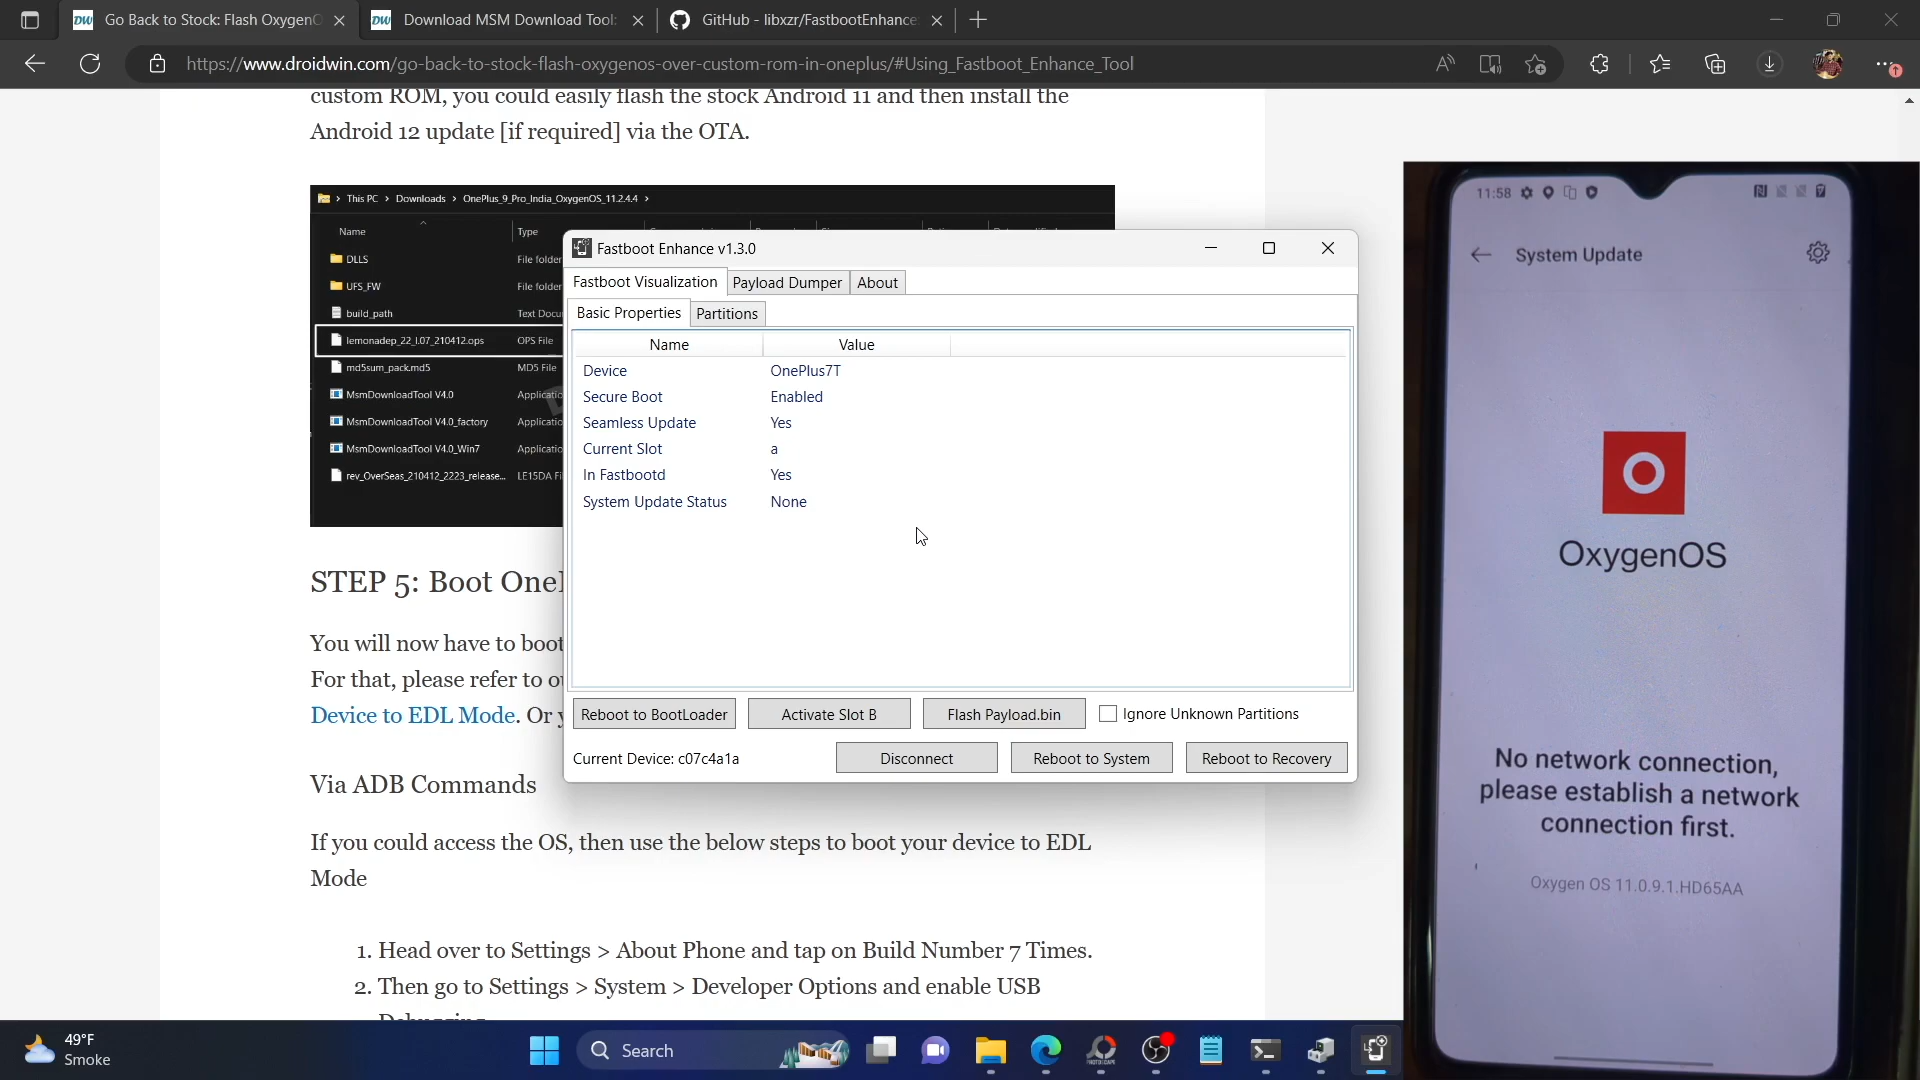 Go Back to Stock: Flash Oxygen
Download MSM Download Tool:
GitHub - libxzr/FastbootEnhance:
https://www.droidwin.com/go-back-to-stock-flash-oxygenos-over-custom-rom-in-oneplus/#Using_Fastboot_Enhance_Tool
custom ROM, you could easily flash the stock Android 11 and then install the
Android 12 update [if required] via the OTA.
This PC > Downloads > OnePlus_9_Pro_India_OxygenOS_11.2.4.4 >
Name Type
DLLS File folder
UFS_FW File folder
build_path Text Docu
lemonadep_22_I.07_210412.ops OPS File
md5sum_pack.md5 MD5 File
MsmDownloadTool V4.0 Applicatio
MsmDownloadTool V4.0_factory Applicatio
MsmDownloadTool V4.0_Win7 Applicatio
rev_OverSeas_210412_2223_release... LE15DA Fi
Fastboot Enhance v1.3.0
Fastboot Visualization Payload Dumper About
Basic Properties Partitions
Name Value
Device OnePlus7T
Secure Boot Enabled
Seamless Update Yes
Current Slot a
In Fastbootd Yes
System Update Status None
Reboot to BootLoader Activate Slot B Flash Payload.bin Ignore Unknown Partitions
Current Device: c07c4a1a Disconnect Reboot to System Reboot to Recovery
STEP 5: Boot One
You will now have to boot
For that, please refer to
Device to EDL Mode. Or
Via ADB Commands
If you could access the OS, then use the below steps to boot your device to EDL
Mode
1. Head over to Settings > About Phone and tap on Build Number 7 Times.
2. Then go to Settings > System > Developer Options and enable USB
Debugging
11:58
System Update
OxygenOS
No network connection,
please establish a network
connection first.
Oxygen OS 11.0.9.1.HD65AA
49°F
Smoke
Search